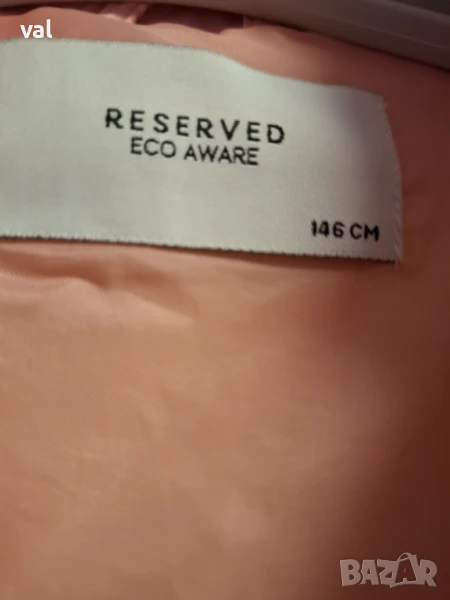 val
RESERVED
ECO AWARE
146 CM
BAZAR